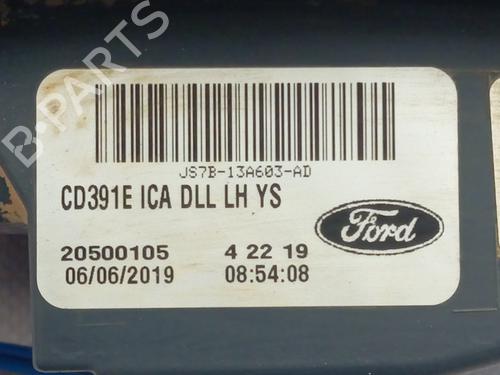 B-PARTS
JS7B-13A603-AD
CD391E ICA DLL LH YS
Ford
20500105 4 22 19
06/06/2019 08:54:08